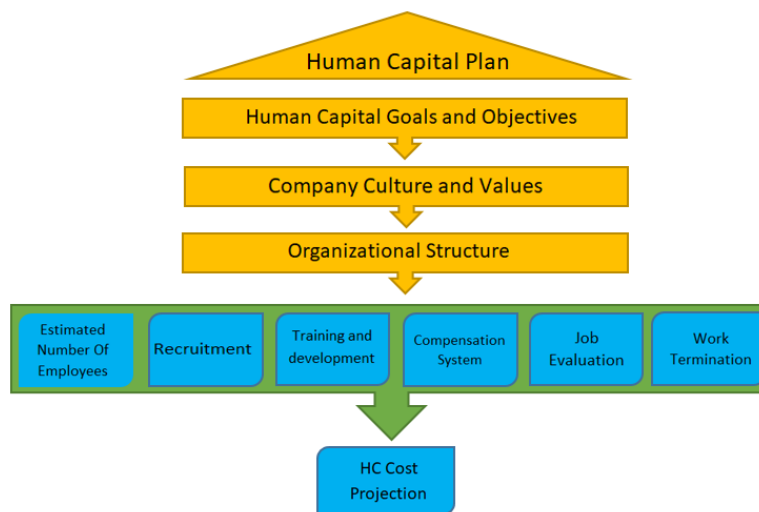 Human Capital Plan
Human Capital Goals and Objectives
Company Culture and Values
Organizational Structure
Estimated
Number Of
Employees
Recruitment
Training and
development
Compensation
System
Job
Evaluation
Work
Termination
HC Cost
Projection